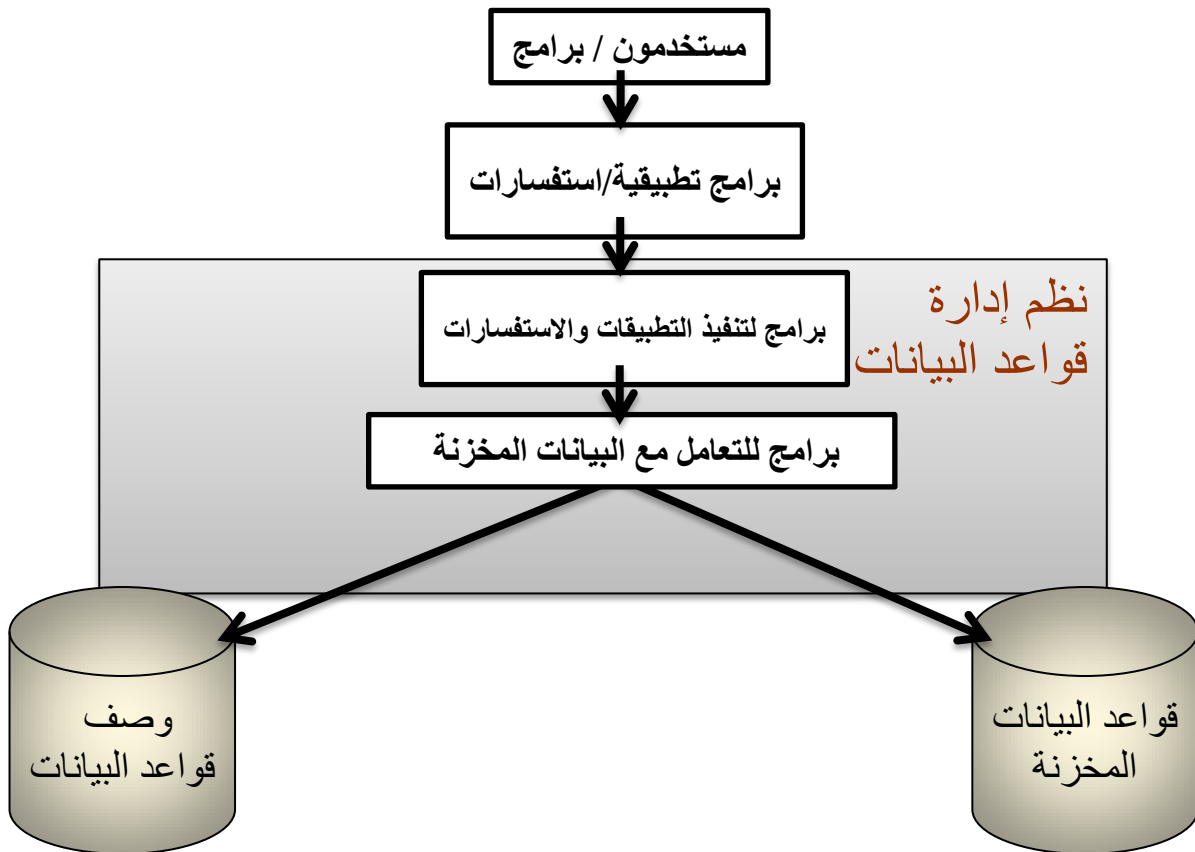 مستخدمون / برامج
برامج تطبيقية/استفسارات
نظم إدارة
قواعد البيانات
برامج لتنفيذ التطبيقات والاستفسارات
برامج للتعامل مع البيانات المخزنة
قواعد البيانات
المخزنة
وصف
قواعد البيانات